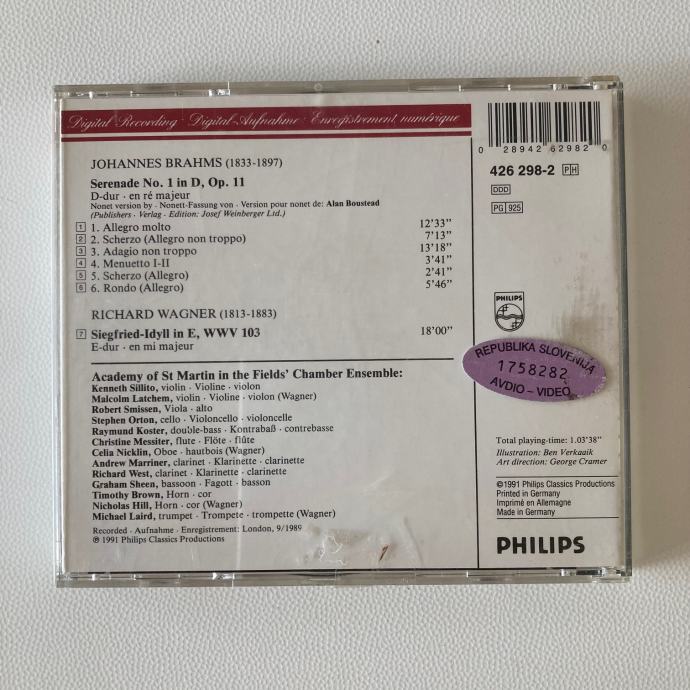 Digital Recording · Digital-Aufnahme · Enregistrement numérique
JOHANNES BRAHMS (1833-1897)
Serenade No. 1 in D, Op. 11
D-dur · en ré majeur
Nonet version by · Nonett-Fassung von · Version pour nonet de: Alan Boustead
(Publishers · Verlag · Edition: Josef Weinberger Ltd.)
1 1. Allegro molto 12'33"
2 2. Scherzo (Allegro non troppo) 7'13"
3 3. Adagio non troppo 13'18"
4 4. Menuetto I-II 3'41"
5 5. Scherzo (Allegro) 2'41"
6 6. Rondo (Allegro) 5'46"
RICHARD WAGNER (1813-1883)
7 Siegfried-Idyll in E, WWV 103 18'00"
E-dur · en mi majeur
Academy of St Martin in the Fields' Chamber Ensemble:
Kenneth Sillito, violin · Violine · violon
Malcolm Latchem, violin · Violine · violon (Wagner)
Robert Smissen, Viola · alto
Stephen Orton, cello · Violoncello · violoncelle
Raymund Koster, double-bass · Kontrabaß · contrebasse
Christine Messiter, flute · Flöte · flûte
Celia Nicklin, Oboe · hautbois (Wagner)
Andrew Marriner, clarinet · Klarinette · clarinette
Richard West, clarinet · Klarinette · clarinette
Graham Sheen, bassoon · Fagott · basson
Timothy Brown, Horn · cor
Nicholas Hill, Horn · cor (Wagner)
Michael Laird, trumpet · Trompete · trompette (Wagner)
Recorded · Aufnahme · Enregistrement: London, 9/1989
℗ 1991 Philips Classics Productions
0 28942 62982 0
426 298-2 PH
DDD
PG 925
PHILIPS
REPUBLIKA SLOVENIJA
1758282
AVDIO – VIDEO
Total playing-time: 1.03'38"
Illustration: Ben Verkaaik
Art direction: George Cramer
©1991 Philips Classics Productions
Printed in Germany
Imprimé en Allemagne
Made in Germany
PHILIPS